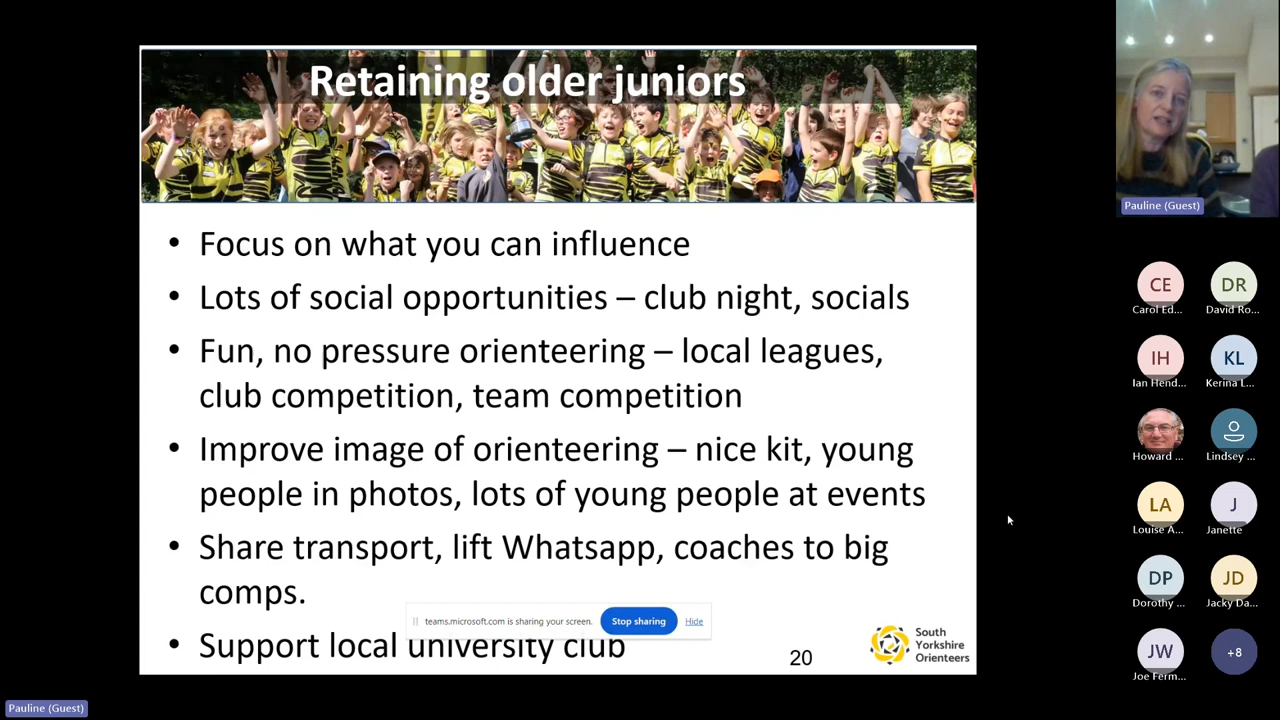 Retaining older juniors
• Focus on what you can influence
• Lots of social opportunities – club night, socials
• Fun, no pressure orienteering – local leagues,
club competition, team competition
• Improve image of orienteering – nice kit, young
people in photos, lots of young people at events
• Share transport, lift Whatsapp, coaches to big
comps.
teams.microsoft.com is sharing your screen.
Stop sharing
Hide
• Support local university club
20
South
Yorkshire
Orienteers
Pauline (Guest)
CE
Carol Ed...
DR
David Ro...
IH
Ian Hend...
KL
Kerina L...
Howard ...
Lindsey ...
LA
Louise A...
J
Janette
DP
Dorothy ...
JD
Jacky Da...
JW
Joe Ferm...
+8
Pauline (Guest)